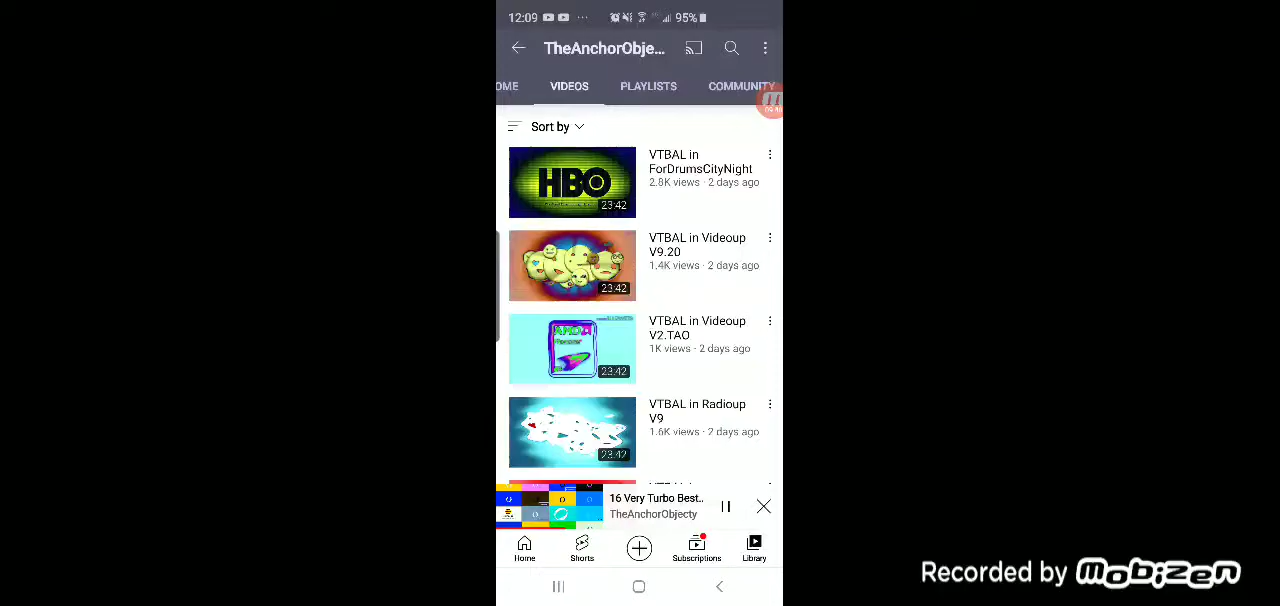 12:09
95%
TheAnchorObje...
OME
VIDEOS
PLAYLISTS
COMMUNITY
Sort by
HBO
23:42
VTBAL in
ForDrumsCityNight
2.8K views · 2 days ago
23:42
VTBAL in Videoup
V9.20
1.4K views · 2 days ago
23:42
VTBAL in Videoup
V2.TAO
1K views · 2 days ago
23:42
VTBAL in Radioup
V9
1.6K views · 2 days ago
16 Very Turbo Best..
TheAnchorObjecty
Home
Shorts
Subscriptions
Library
Recorded by Mobizen